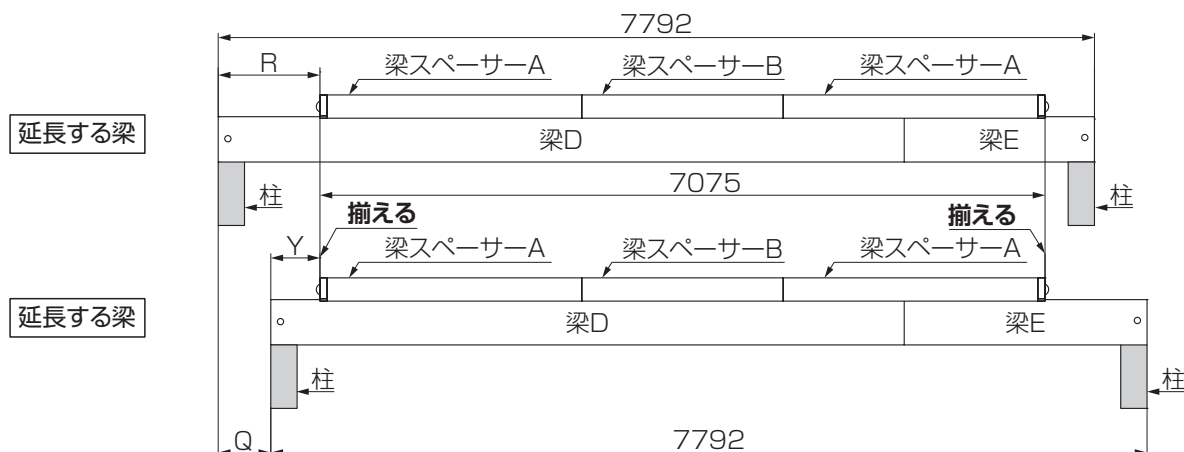 7792
R
梁スペーサーA
梁スペーサーB
梁スペーサーA
延長する梁
梁D
梁E
柱
7075
柱
揃える
揃える
Y
梁スペーサーA
梁スペーサーB
梁スペーサーA
延長する梁
梁D
梁E
柱
柱
Q
7792